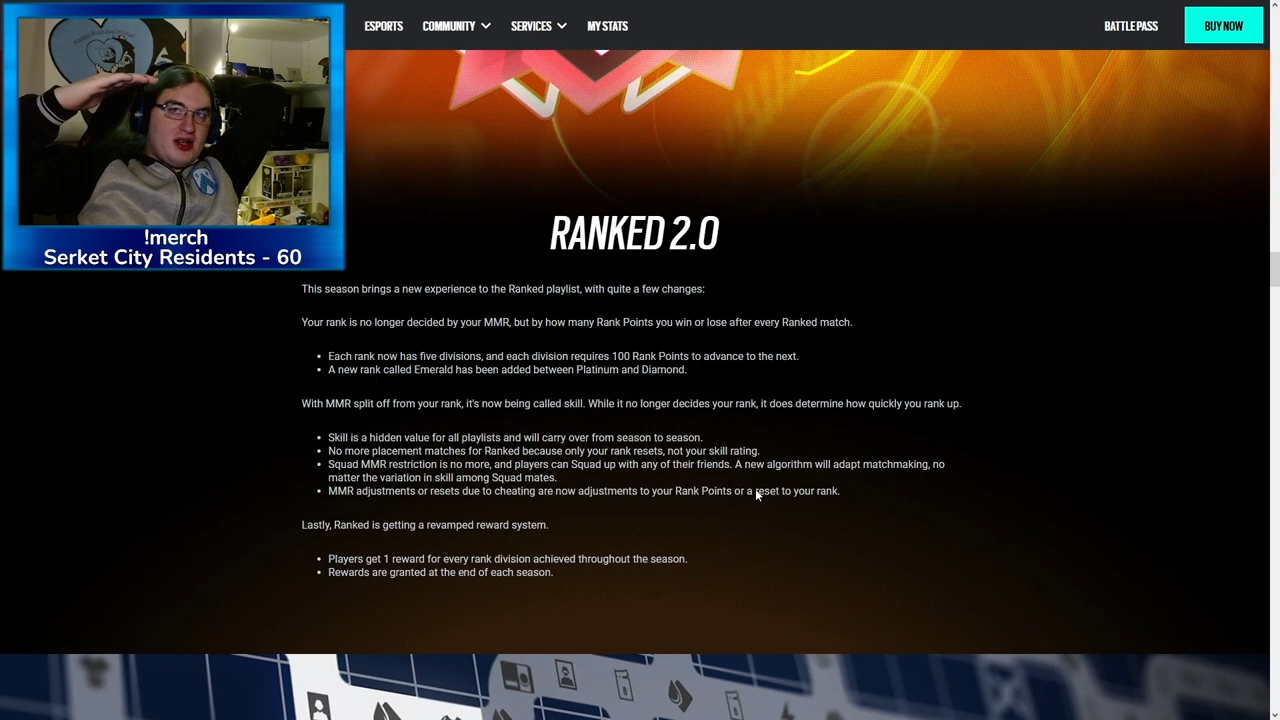 ESPORTS COMMUNITY SERVICES MY STATS BATTLE PASS BUY NOW
!merch
Serket City Residents - 60
RANKED 2.0
This season brings a new experience to the Ranked playlist, with quite a few changes:
Your rank is no longer decided by your MMR, but by how many Rank Points you win or lose after every Ranked match.
• Each rank now has five divisions, and each division requires 100 Rank Points to advance to the next.
• A new rank called Emerald has been added between Platinum and Diamond.
With MMR split off from your rank, it's now being called skill. While it no longer decides your rank, it does determine how quickly you rank up.
• Skill is a hidden value for all playlists and will carry over from season to season.
• No more placement matches for Ranked because only your rank resets, not your skill rating.
• Squad MMR restriction is no more, and players can Squad up with any of their friends. A new algorithm will adapt matchmaking, no
matter the variation in skill among Squad mates.
• MMR adjustments or resets due to cheating are now adjustments to your Rank Points or a reset to your rank.
Lastly, Ranked is getting a revamped reward system.
• Players get 1 reward for every rank division achieved throughout the season.
• Rewards are granted at the end of each season.